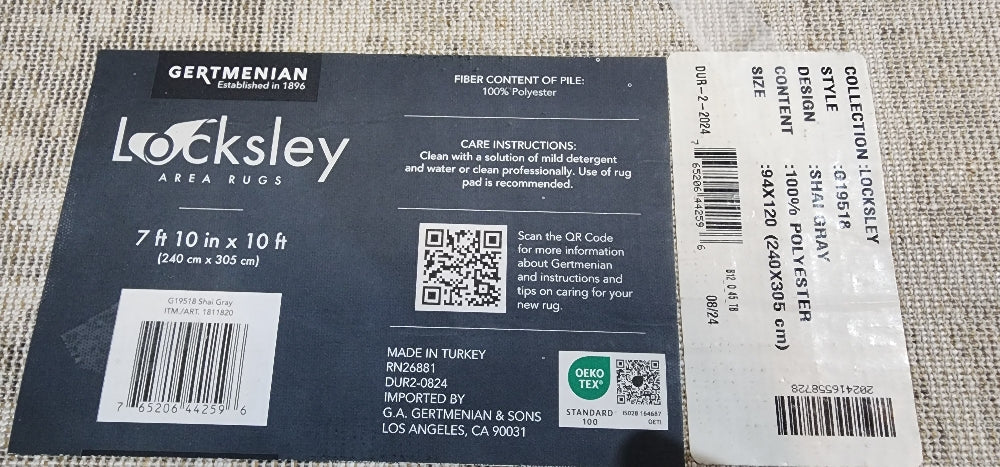 GERTMENIAN
Established in 1896
Locksley
AREA RUGS
7 ft 10 in x 10 ft
(240 cm x 305 cm)
G19518 Shai Gray
ITM./ART. 1811820
7 65206 44259 6
FIBER CONTENT OF PILE:
100% Polyester
CARE INSTRUCTIONS:
Clean with a solution of mild detergent
and water or clean professionally. Use of rug
pad is recommended.
Scan the QR Code
for more information
about Gertmenian
and instructions and
tips on caring for your
new rug.
MADE IN TURKEY
RN26881
DUR2-0824
IMPORTED BY
G.A. GERTMENIAN & SONS
LOS ANGELES, CA 90031
OEKO
TEX®
STANDARD
100
OETI
COLLECTION :LOCKSLEY
STYLE :G19518
DESIGN :SHAI GRAY
CONTENT :100% POLYESTER
SIZE :94X120 (240X305 cm)
DUR-2-2024
7 65206 44259 6
08/24
202416558728